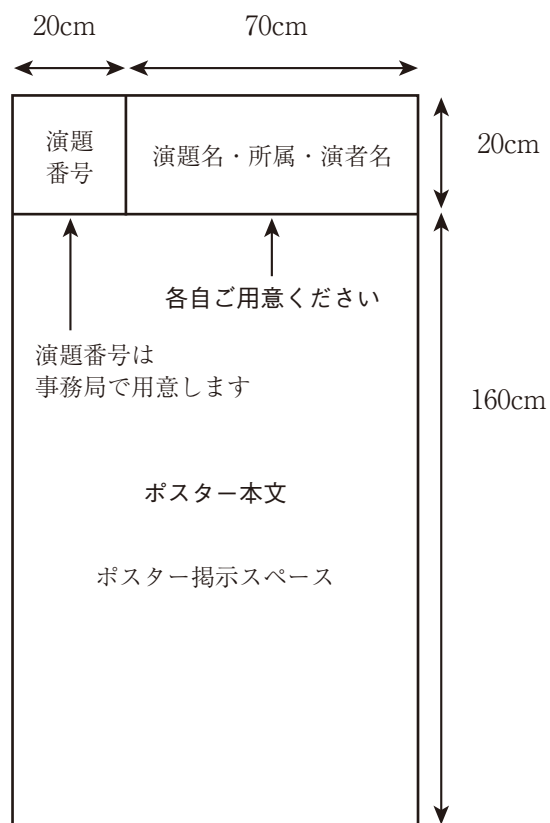 20cm
70cm
演題
番号
演題名・所属・演者名
20cm
各自ご用意ください
演題番号は
事務局で用意します
160cm
ポスター本文
ポスター掲示スペース